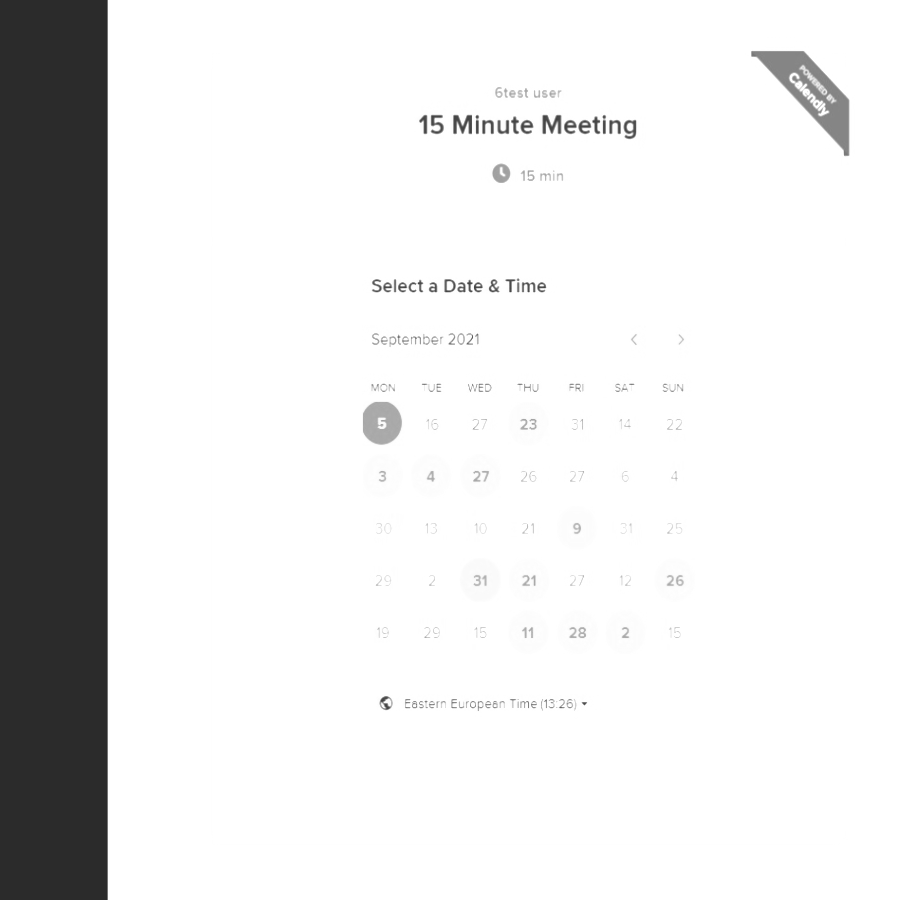 POWERED BY
Calendly
6test user
15 Minute Meeting
15 min
Select a Date & Time
September 2021
MON TUE WED THU FRI SAT SUN
5 16 27 23 31 14 22
3 4 27 26 27 6 4
30 13 10 21 9 31 25
29 2 31 21 27 12 26
19 29 15 11 28 2 15
Eastern European Time (13:26)